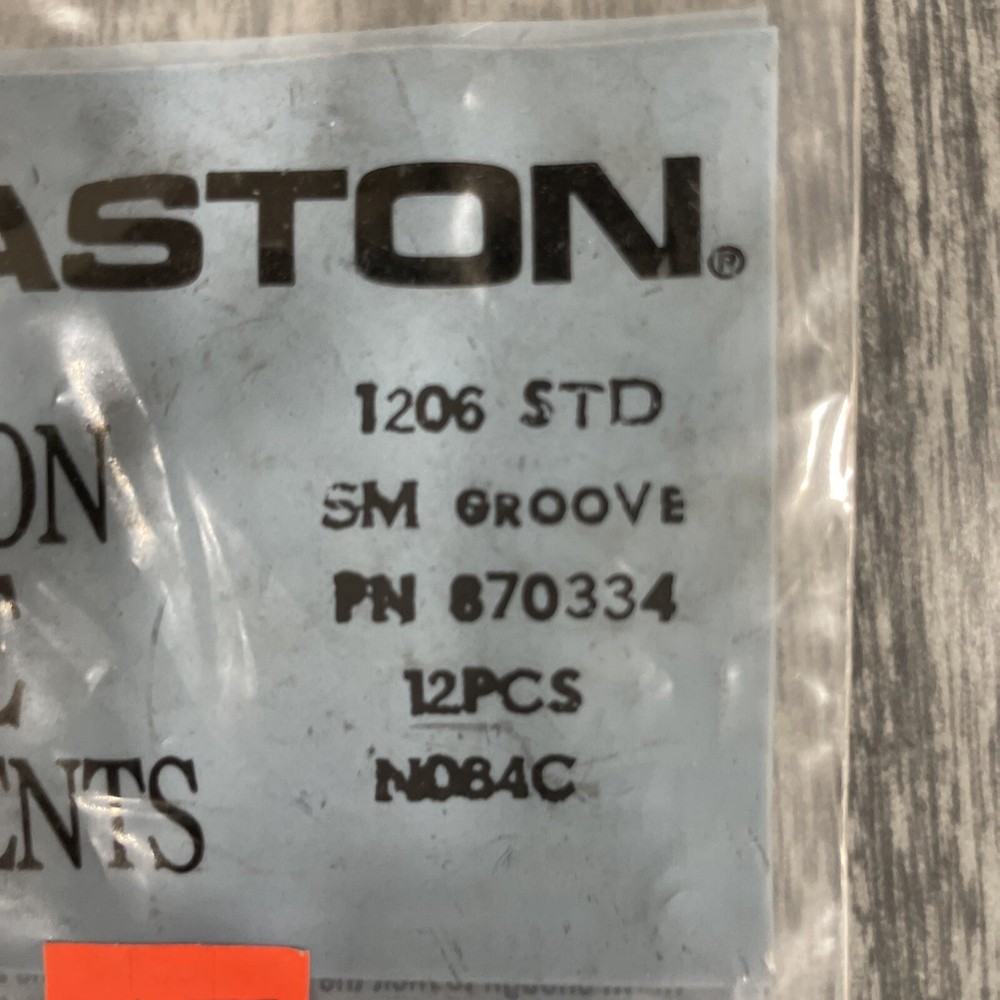 ASTON®
1206 STD
SM GROOVE
ON
PN 870334
E
12PCS
N084C
ENTS